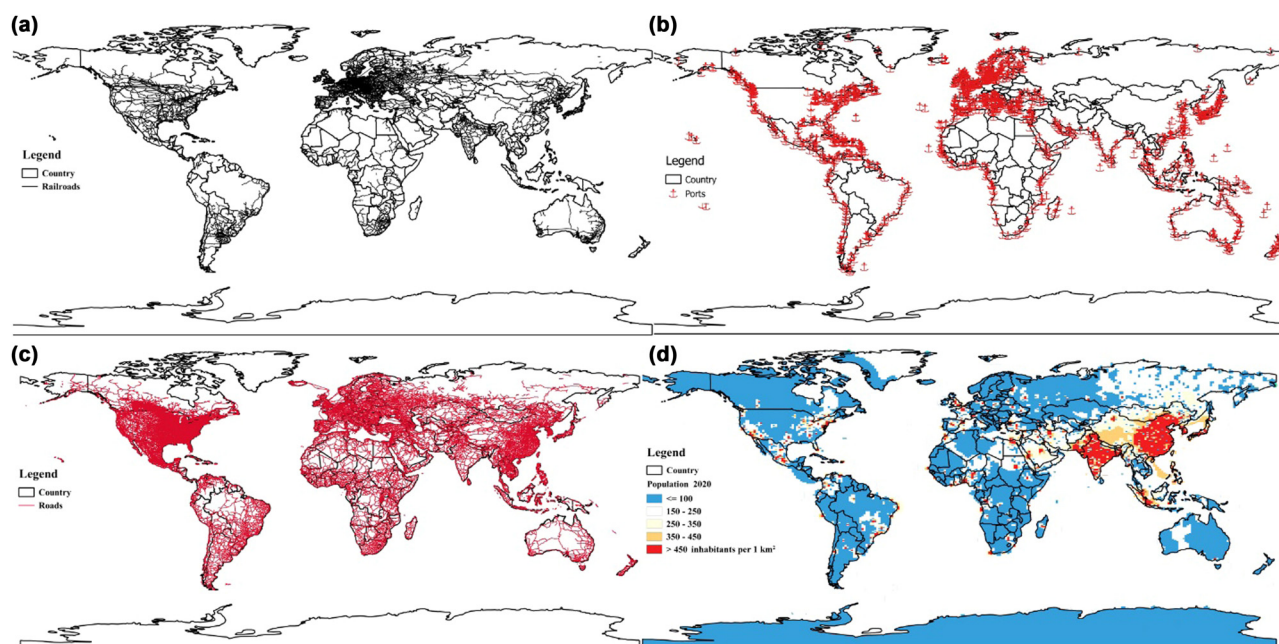 (a)
Legend
Country
Railroads
(b)
Legend
Country
Ports
(c)
Legend
Country
Roads
(d)
Legend
Country
Population 2020
<= 100
150 - 250
250 - 350
350 - 450
> 450 inhabitants per 1 km²